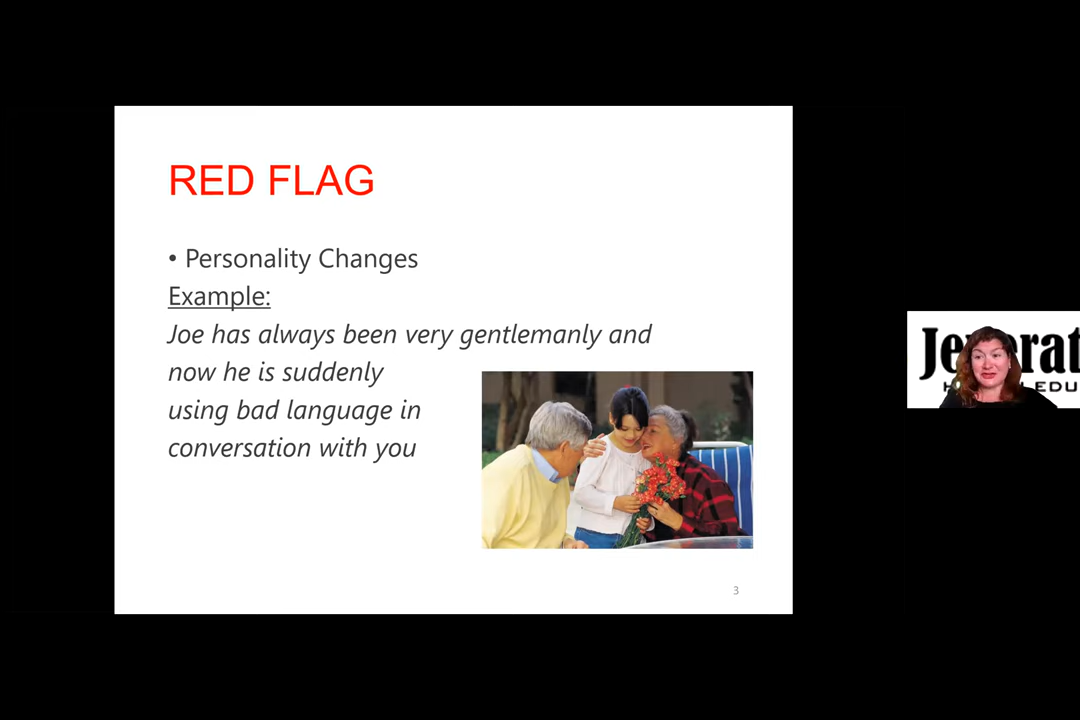 RED FLAG
• Personality Changes
Example:
Joe has always been very gentlemanly and
now he is suddenly
using bad language in
conversation with you
3
EDU